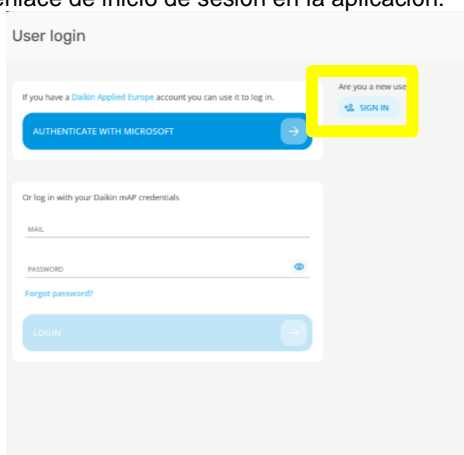 enlace de inicio de sesión en la aplicación.
User login
If you have a Daikin Applied Europe account you can use it to log in.
AUTHENTICATE WITH MICROSOFT
Are you a new use
SIGN IN
Or log in with your Daikin mAP credentials
MAIL
PASSWORD
Forgot password?
LOGIN